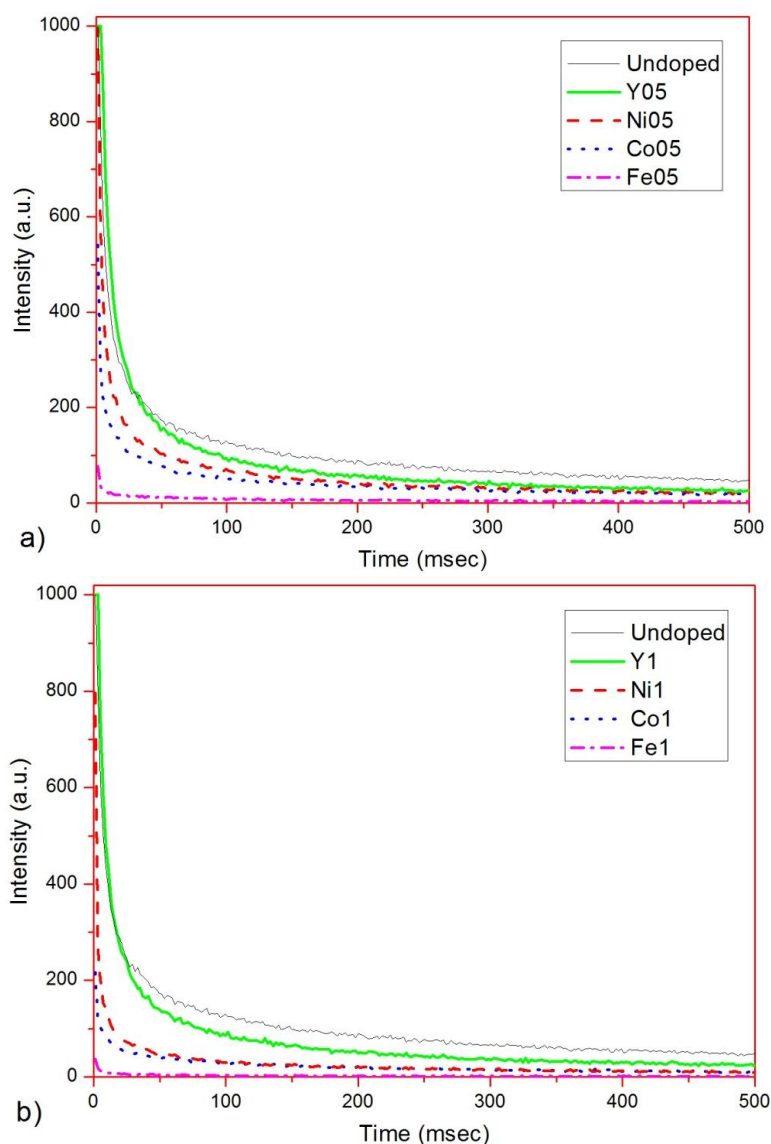 1000
800
600
400
200
0
Intensity (a.u.)
Undoped
Y05
Ni05
Co05
Fe05
0 100 200 300 400 500
Time (msec)
a)
1000
800
600
400
200
0
Intensity (a.u.)
Undoped
Y1
Ni1
Co1
Fe1
0 100 200 300 400 500
Time (msec)
b)